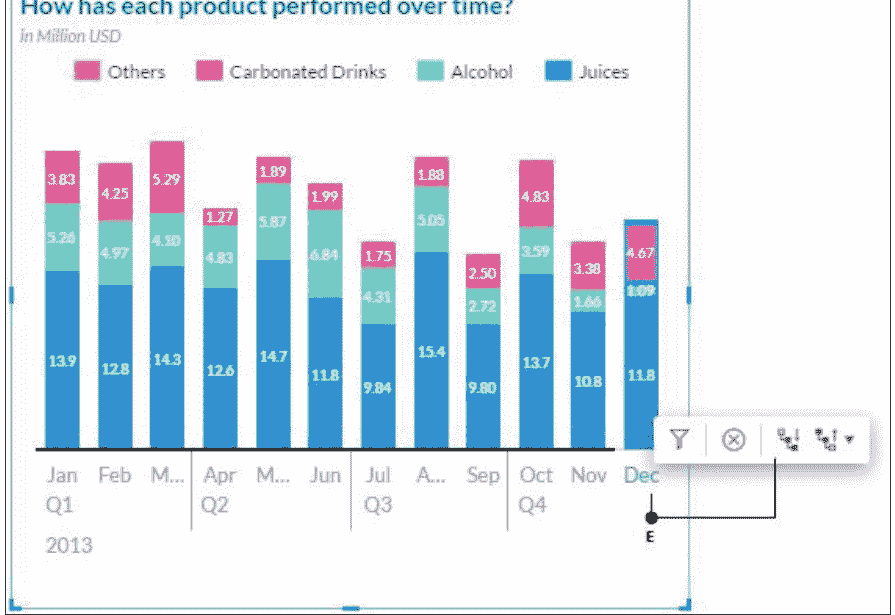 How has each product performed over time?
in Million USD
Others Carbonated Drinks Alcohol Juices
3.83 4.25 5.29 1.27 1.89 1.99 1.75 1.88 2.50 4.83 3.38 4.67
5.26 4.97 4.10 4.83 5.87 6.84 4.31 5.05 2.72 3.59 1.66 1.09
13.9 12.8 14.3 12.6 14.7 11.8 9.84 15.4 9.80 13.7 10.8 11.8
Jan Feb M... Apr M... Jun Jul A... Sep Oct Nov Dec
Q1 Q2 Q3 Q4
E
2013